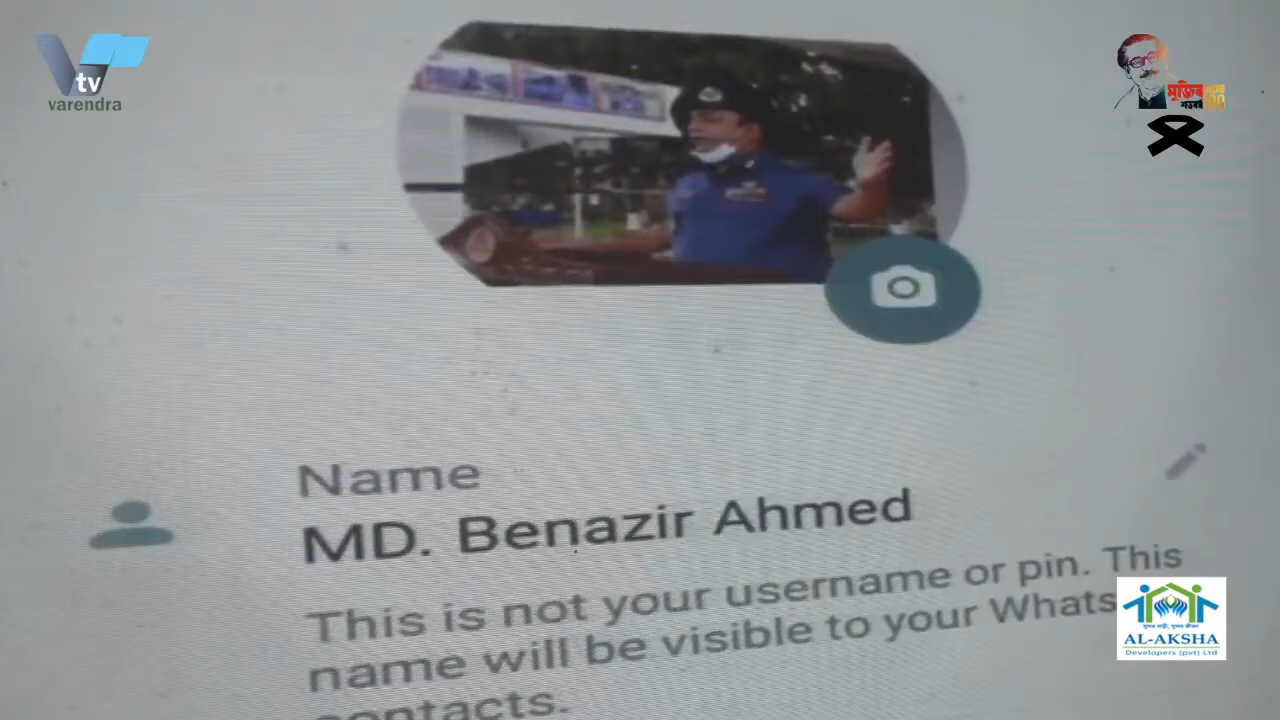 tv
varendra
মুজিব
শতবর্ষ
Name
MD. Benazir Ahmed
This is not your username or pin. This
name will be visible to your Whats
contacts.
AL-AKSHA
Developers (pvt) Ltd